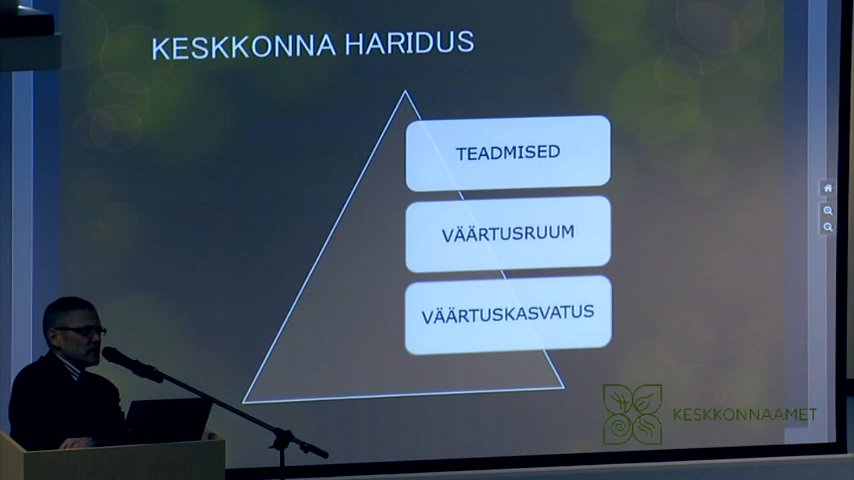 KESKKONNA HARIDUS
TEADMISED
VÄÄRTUSRUUM
VÄÄRTUSKASVATUS
KESKKONNAAMET